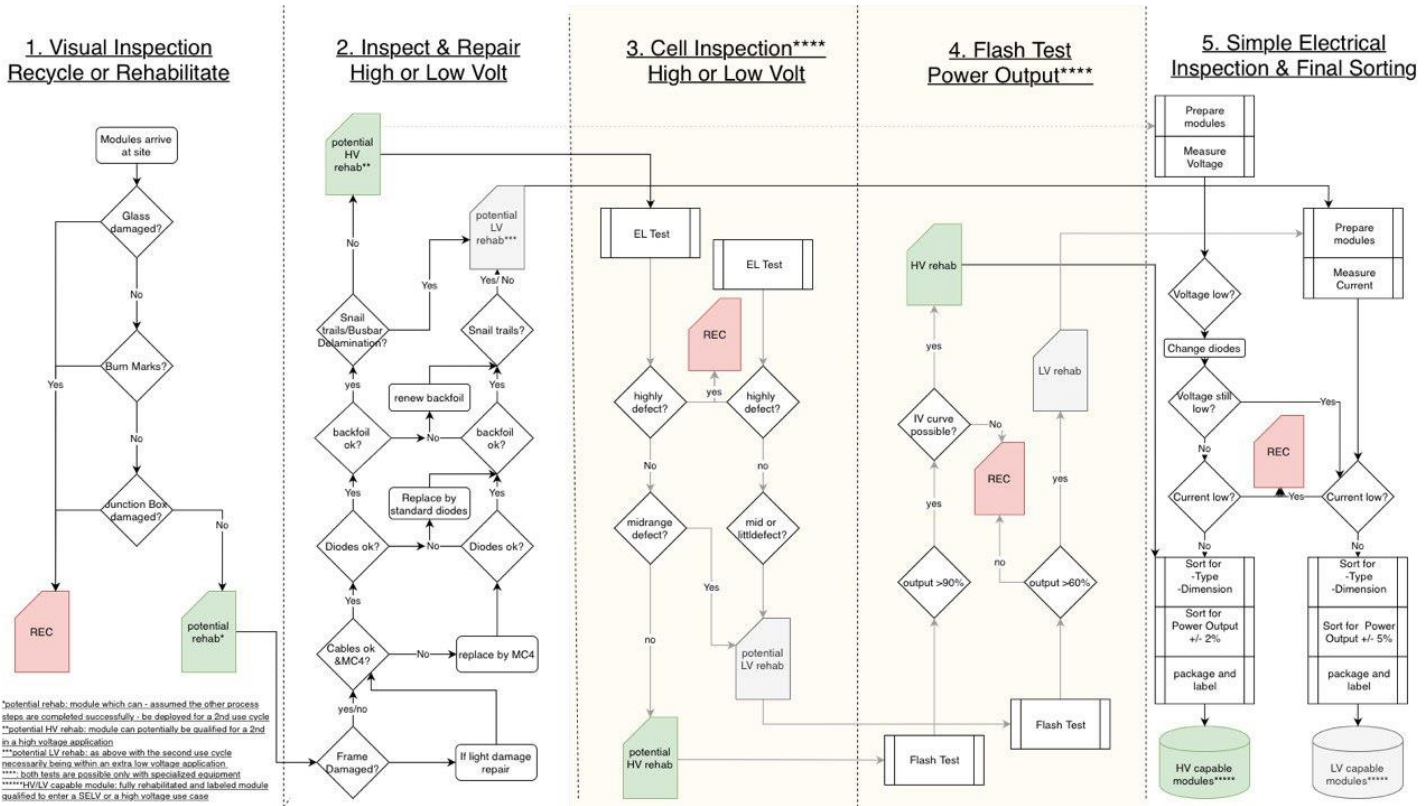 1. Visual Inspection
Recycle or Rehabilitate
Modules arrive
at site
Glass
damaged?
No
Burn Marks?
Yes
No
Junction Box
damaged?
No
REC
potential
rehab*
*potential rehab: module which can - assumed the other process
steps are completed successfully - be deployed for a 2nd use cycle
**potential HV rehab: module can potentially be qualified for a 2nd
in a high voltage application
***potential LV rehab: as above with the second use cycle
necessarily being within an extra low voltage application
****: both tests are possible only with specialized equipment
*****HV/LV capable module: fully rehabilitated and labeled module
qualified to enter a SELV or a high voltage use case
2. Inspect & Repair
High or Low Volt
potential
HV
rehab**
potential
LV
rehab***
No
Yes
Yes/ No
Snail
trails/Busbar
Delamination?
Snail trails?
yes
renew backfoil
Yes
backfoil
ok?
No
backfoil
ok?
Yes
Replace by
standard diodes
Yes
Diodes ok?
No
Diodes ok?
Yes
Cables ok
&MC4?
No
replace by MC4
yes/no
Frame
Damaged?
If light damage
repair
3. Cell Inspection****
High or Low Volt
EL Test
EL Test
REC
highly
defect?
yes
highly
defect?
No
no
midrange
defect?
mid or
littldefect?
Yes
no
potential
LV rehab
potential
HV rehab
4. Flash Test
Power Output****
HV rehab
yes
LV rehab
IV curve
possible?
No
REC
yes
yes
no
output >90%
output >60%
Flash Test
Flash Test
5. Simple Electrical
Inspection & Final Sorting
Prepare
modules
Measure
Voltage
Prepare
modules
Measure
Current
Voltage low?
Change diodes
Voltage still
low?
Yes
REC
No
Current low?
Yes
Current low?
No
No
Sort for
-Type
-Dimension
Sort for
Power Output
+/- 2%
package and
label
HV capable
modules*****
Sort for
-Type
-Dimension
Sort for Power
Output +/- 5%
package and
label
LV capable
modules*****